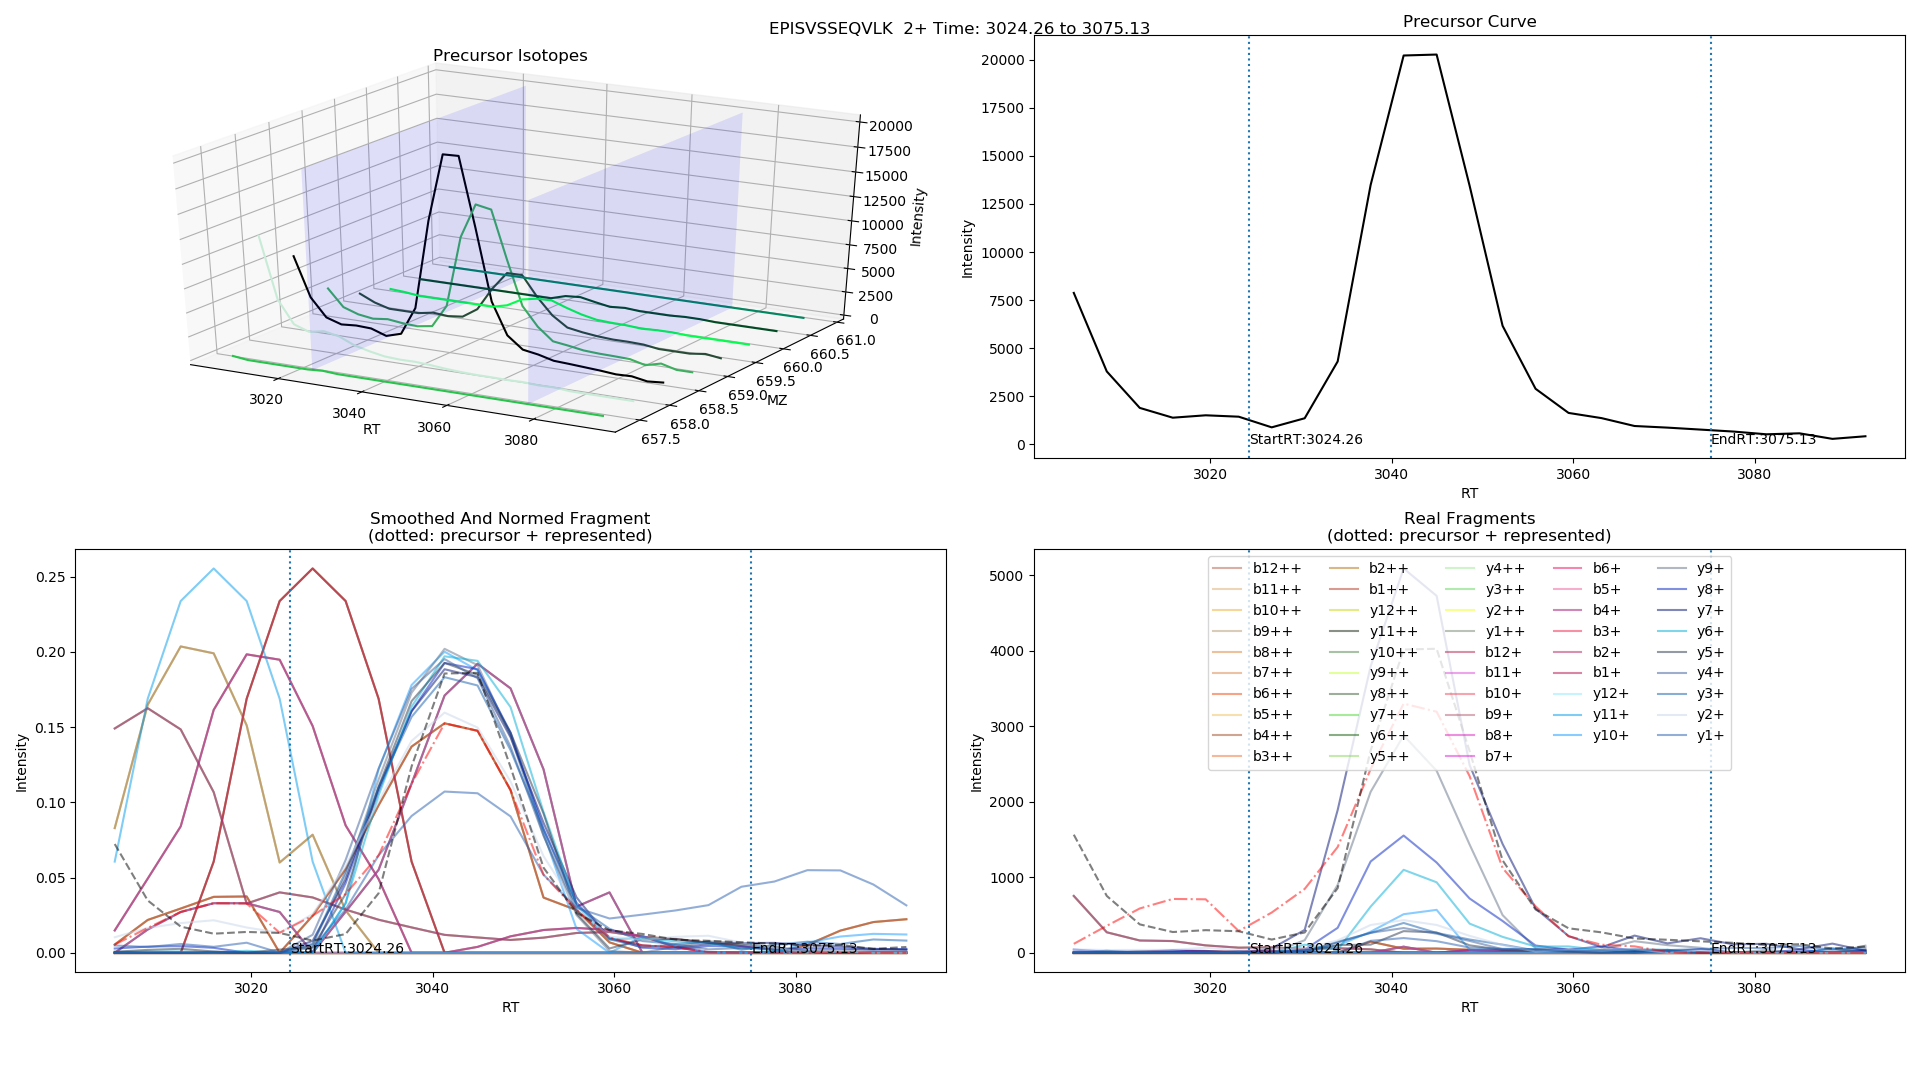 EPISVSSEQVLK  2+ Time: 3024.26 to 3075.13
Precursor Isotopes
20000
17500
15000
12500
10000
7500
5000
2500
0
Intensity
661.0
660.5
660.0
659.5
659.0
658.5
658.0
657.5
MZ
3020
3040
3060
3080
RT
Precursor Curve
20000
17500
15000
12500
10000
7500
5000
2500
0
Intensity
StartRT:3024.26
EndRT:3075.13
3020
3040
3060
3080
RT
Smoothed And Normed Fragment
(dotted: precursor + represented)
0.25
0.20
0.15
0.10
0.05
0.00
Intensity
StartRT:3024.26
EndRT:3075.13
3020
3040
3060
3080
RT
Real Fragments
(dotted: precursor + represented)
5000
4000
3000
2000
1000
0
Intensity
b12++
b11++
b10++
b9++
b8++
b7++
b6++
b5++
b4++
b3++
b2++
b1++
y12++
y11++
y10++
y9++
y8++
y7++
y6++
y5++
y4++
y3++
y2++
y1++
b12+
b11+
b10+
b9+
b8+
b7+
b6+
b5+
b4+
b3+
b2+
b1+
y12+
y11+
y10+
y9+
y8+
y7+
y6+
y5+
y4+
y3+
y2+
y1+
StartRT:3024.26
EndRT:3075.13
3020
3040
3060
3080
RT